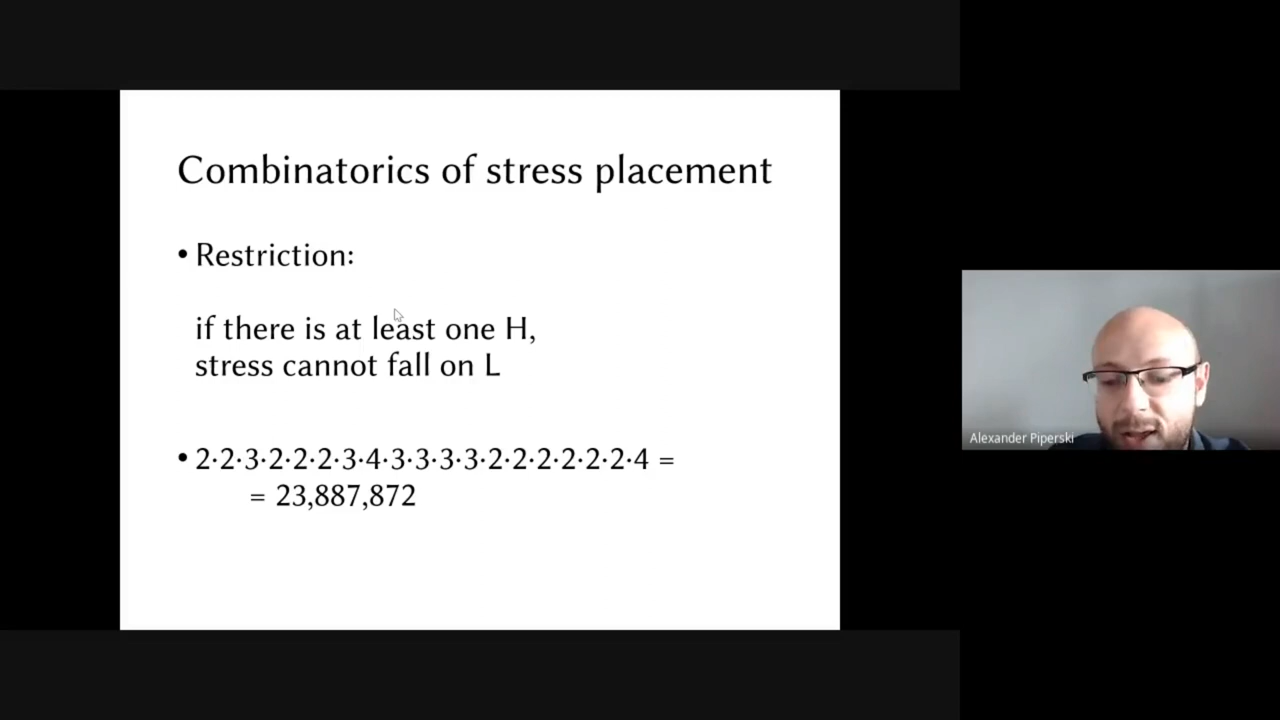 Combinatorics of stress placement
• Restriction:
if there is at least one H,
stress cannot fall on L
• 2·2·3·2·2·2·3·4·3·3·3·3·2·2·2·2·2·2·4 =
= 23,887,872
Alexander Piperski